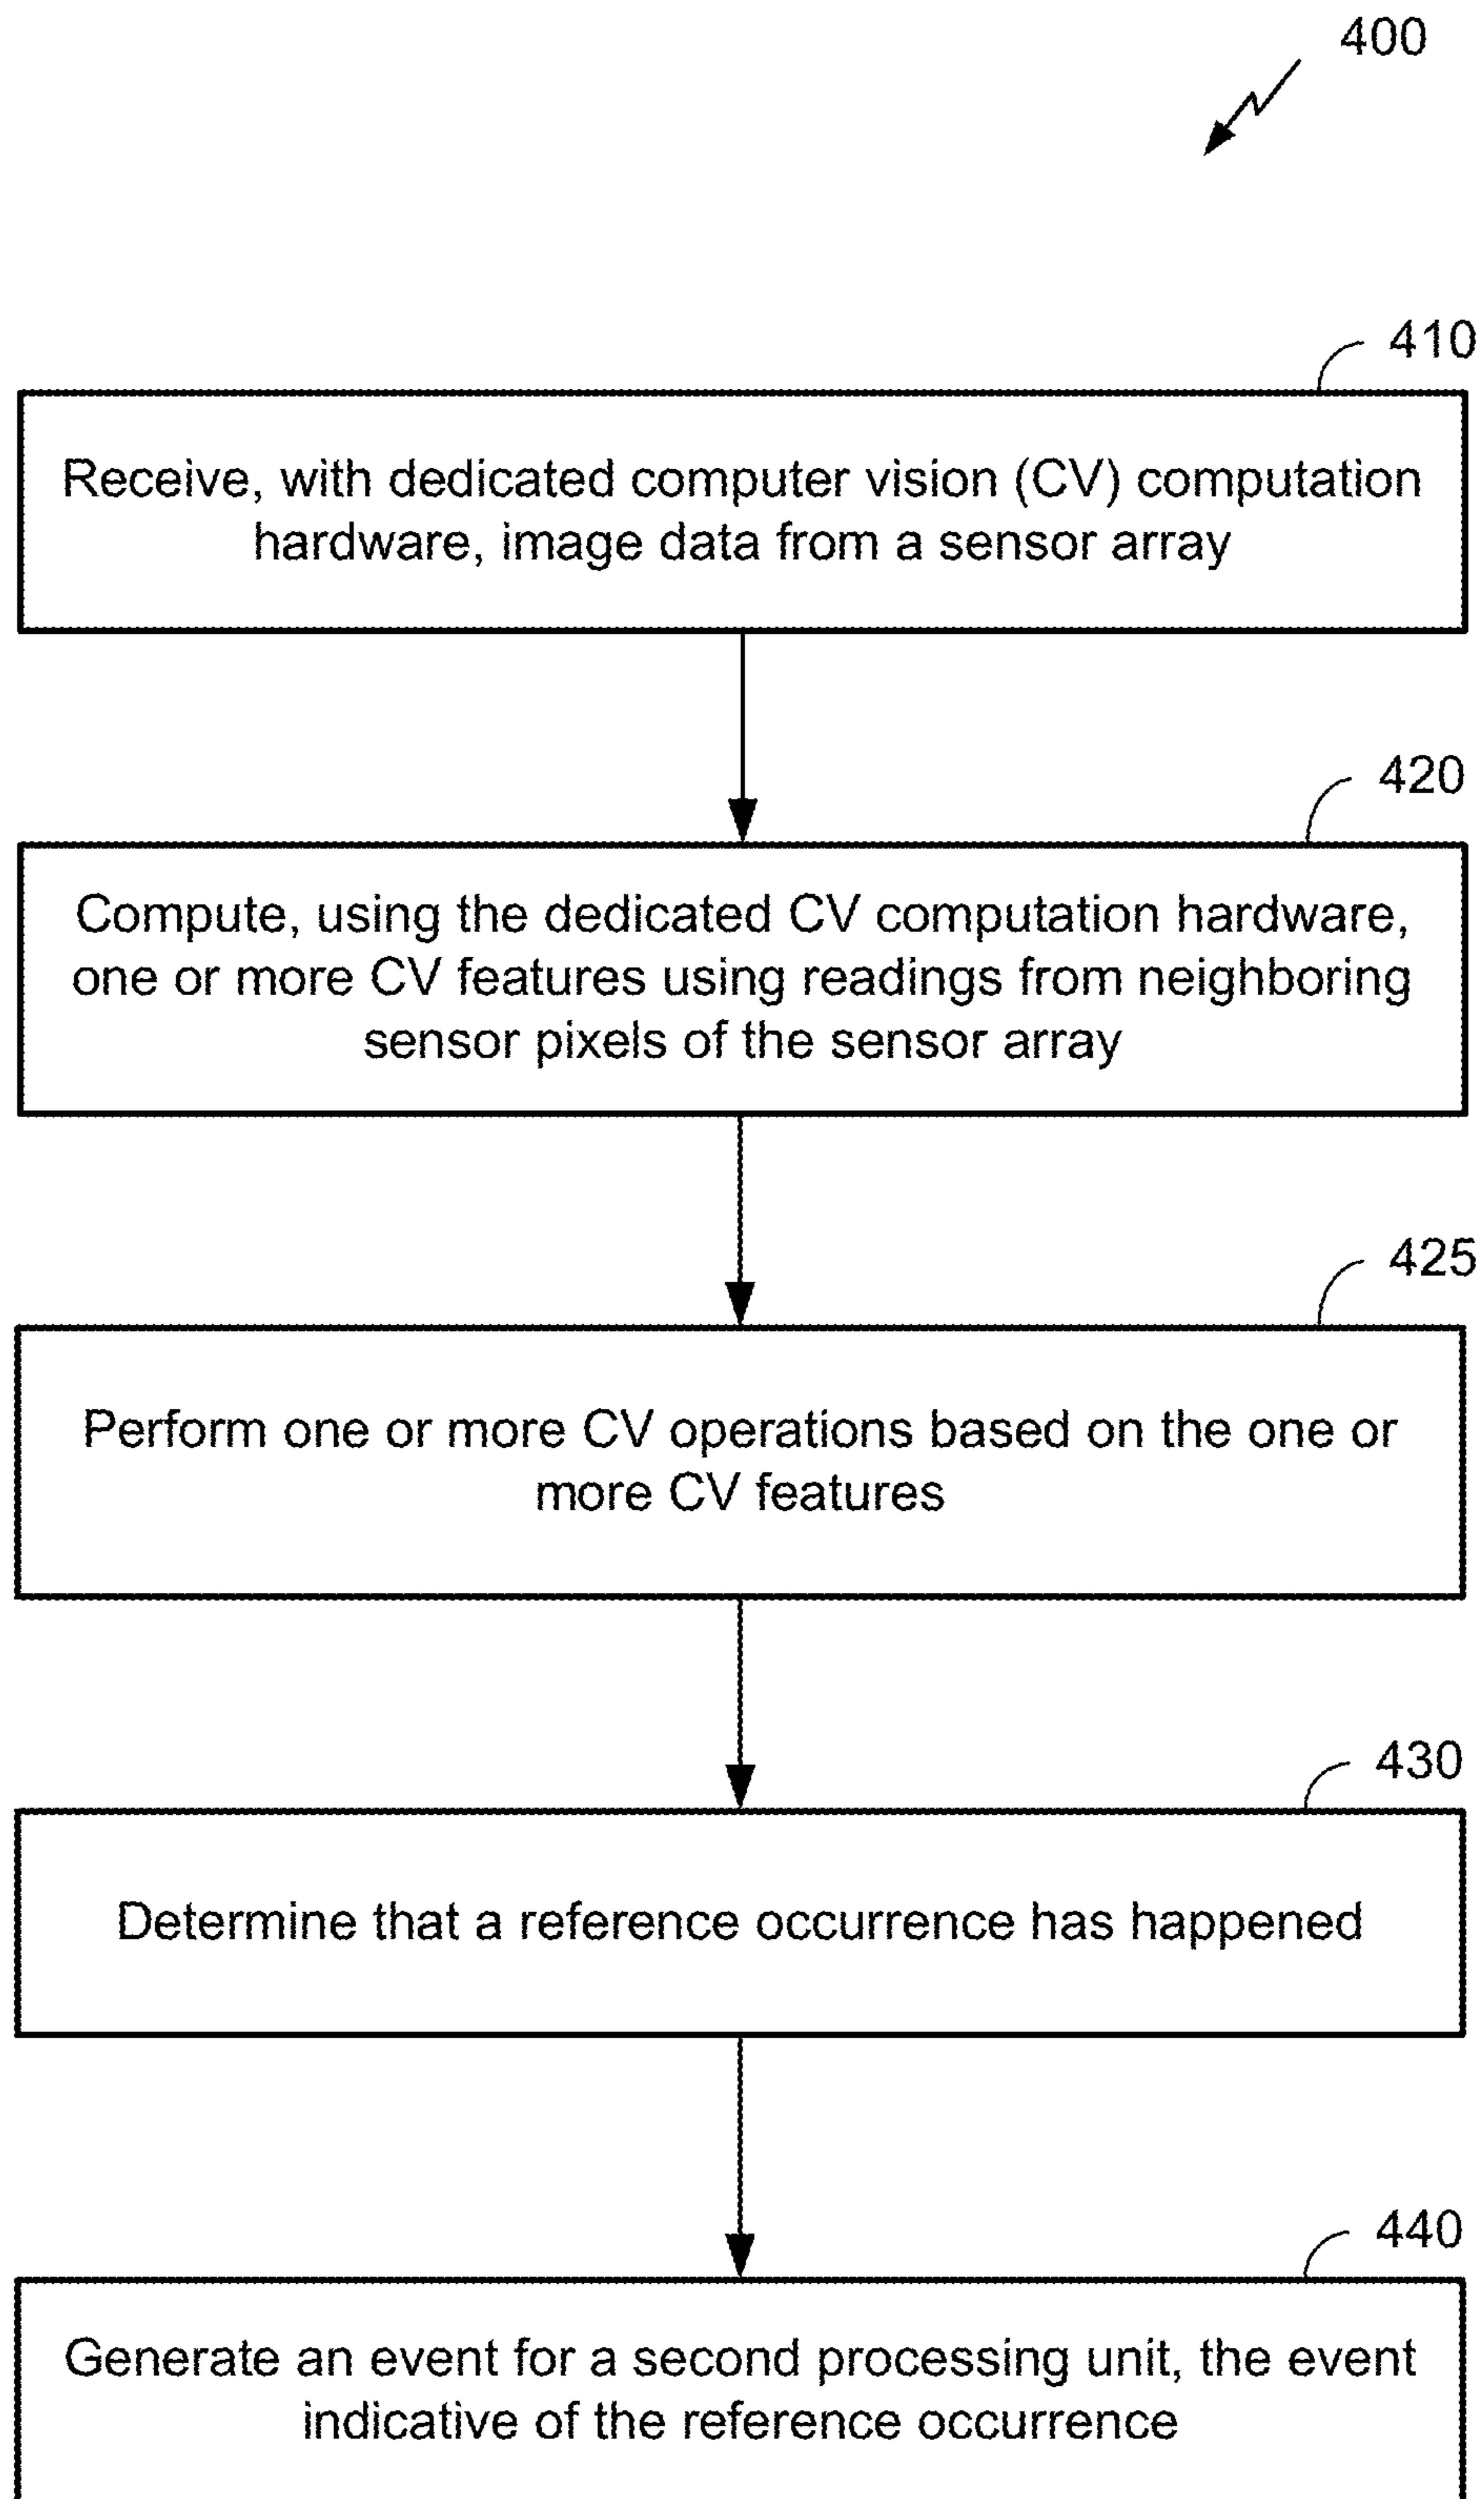 400
410
Receive, with dedicated computer vision (CV) computation
hardware, image data from a sensor array
420
Compute, using the dedicated CV computation hardware,
one or more CV features using readings from neighboring
sensor pixels of the sensor array
425
Perform one or more CV operations based on the one or
more CV features
430
Determine that a reference occurrence has happened
440
Generate an event for a second processing unit, the event
indicative of the reference occurrence